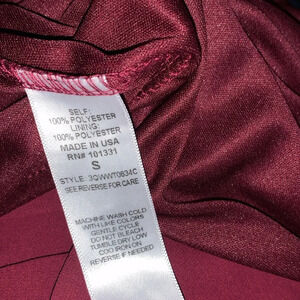 SELF:
100% POLYESTER
LINING:
100% POLYESTER
MADE IN USA
RN# 101331
S
STYLE: 3QWWT0634C
SEE REVERSE FOR CARE
MACHINE WASH COLD
WITH LIKE COLORS
GENTLE CYCLE
DO NOT BLEACH
TUMBLE DRY LOW
COOL IRON ON
REVERSE IF NEEDED